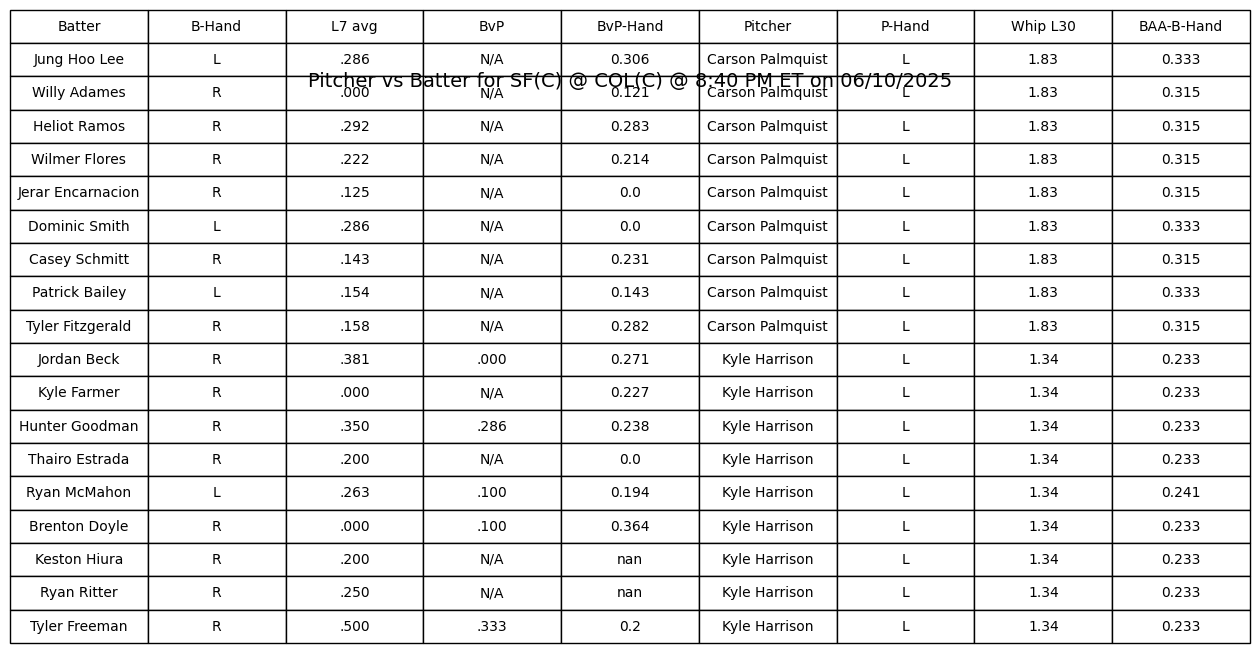 Batter B-Hand L7 avg BvP BvP-Hand Pitcher P-Hand Whip L30 BAA-B-Hand
Jung Hoo Lee L .286 N/A 0.306 Carson Palmquist L 1.83 0.333
Pitcher vs Batter for SF(C) @ COL(C) @ 8:40 PM ET on 06/10/2025
Willy Adames R .000 N/A 0.121 Carson Palmquist L 1.83 0.315
Heliot Ramos R .292 N/A 0.283 Carson Palmquist L 1.83 0.315
Wilmer Flores R .222 N/A 0.214 Carson Palmquist L 1.83 0.315
Jerar Encarnacion R .125 N/A 0.0 Carson Palmquist L 1.83 0.315
Dominic Smith L .286 N/A 0.0 Carson Palmquist L 1.83 0.333
Casey Schmitt R .143 N/A 0.231 Carson Palmquist L 1.83 0.315
Patrick Bailey L .154 N/A 0.143 Carson Palmquist L 1.83 0.333
Tyler Fitzgerald R .158 N/A 0.282 Carson Palmquist L 1.83 0.315
Jordan Beck R .381 .000 0.271 Kyle Harrison L 1.34 0.233
Kyle Farmer R .000 N/A 0.227 Kyle Harrison L 1.34 0.233
Hunter Goodman R .350 .286 0.238 Kyle Harrison L 1.34 0.233
Thairo Estrada R .200 N/A 0.0 Kyle Harrison L 1.34 0.233
Ryan McMahon L .263 .100 0.194 Kyle Harrison L 1.34 0.241
Brenton Doyle R .000 .100 0.364 Kyle Harrison L 1.34 0.233
Keston Hiura R .200 N/A nan Kyle Harrison L 1.34 0.233
Ryan Ritter R .250 N/A nan Kyle Harrison L 1.34 0.233
Tyler Freeman R .500 .333 0.2 Kyle Harrison L 1.34 0.233